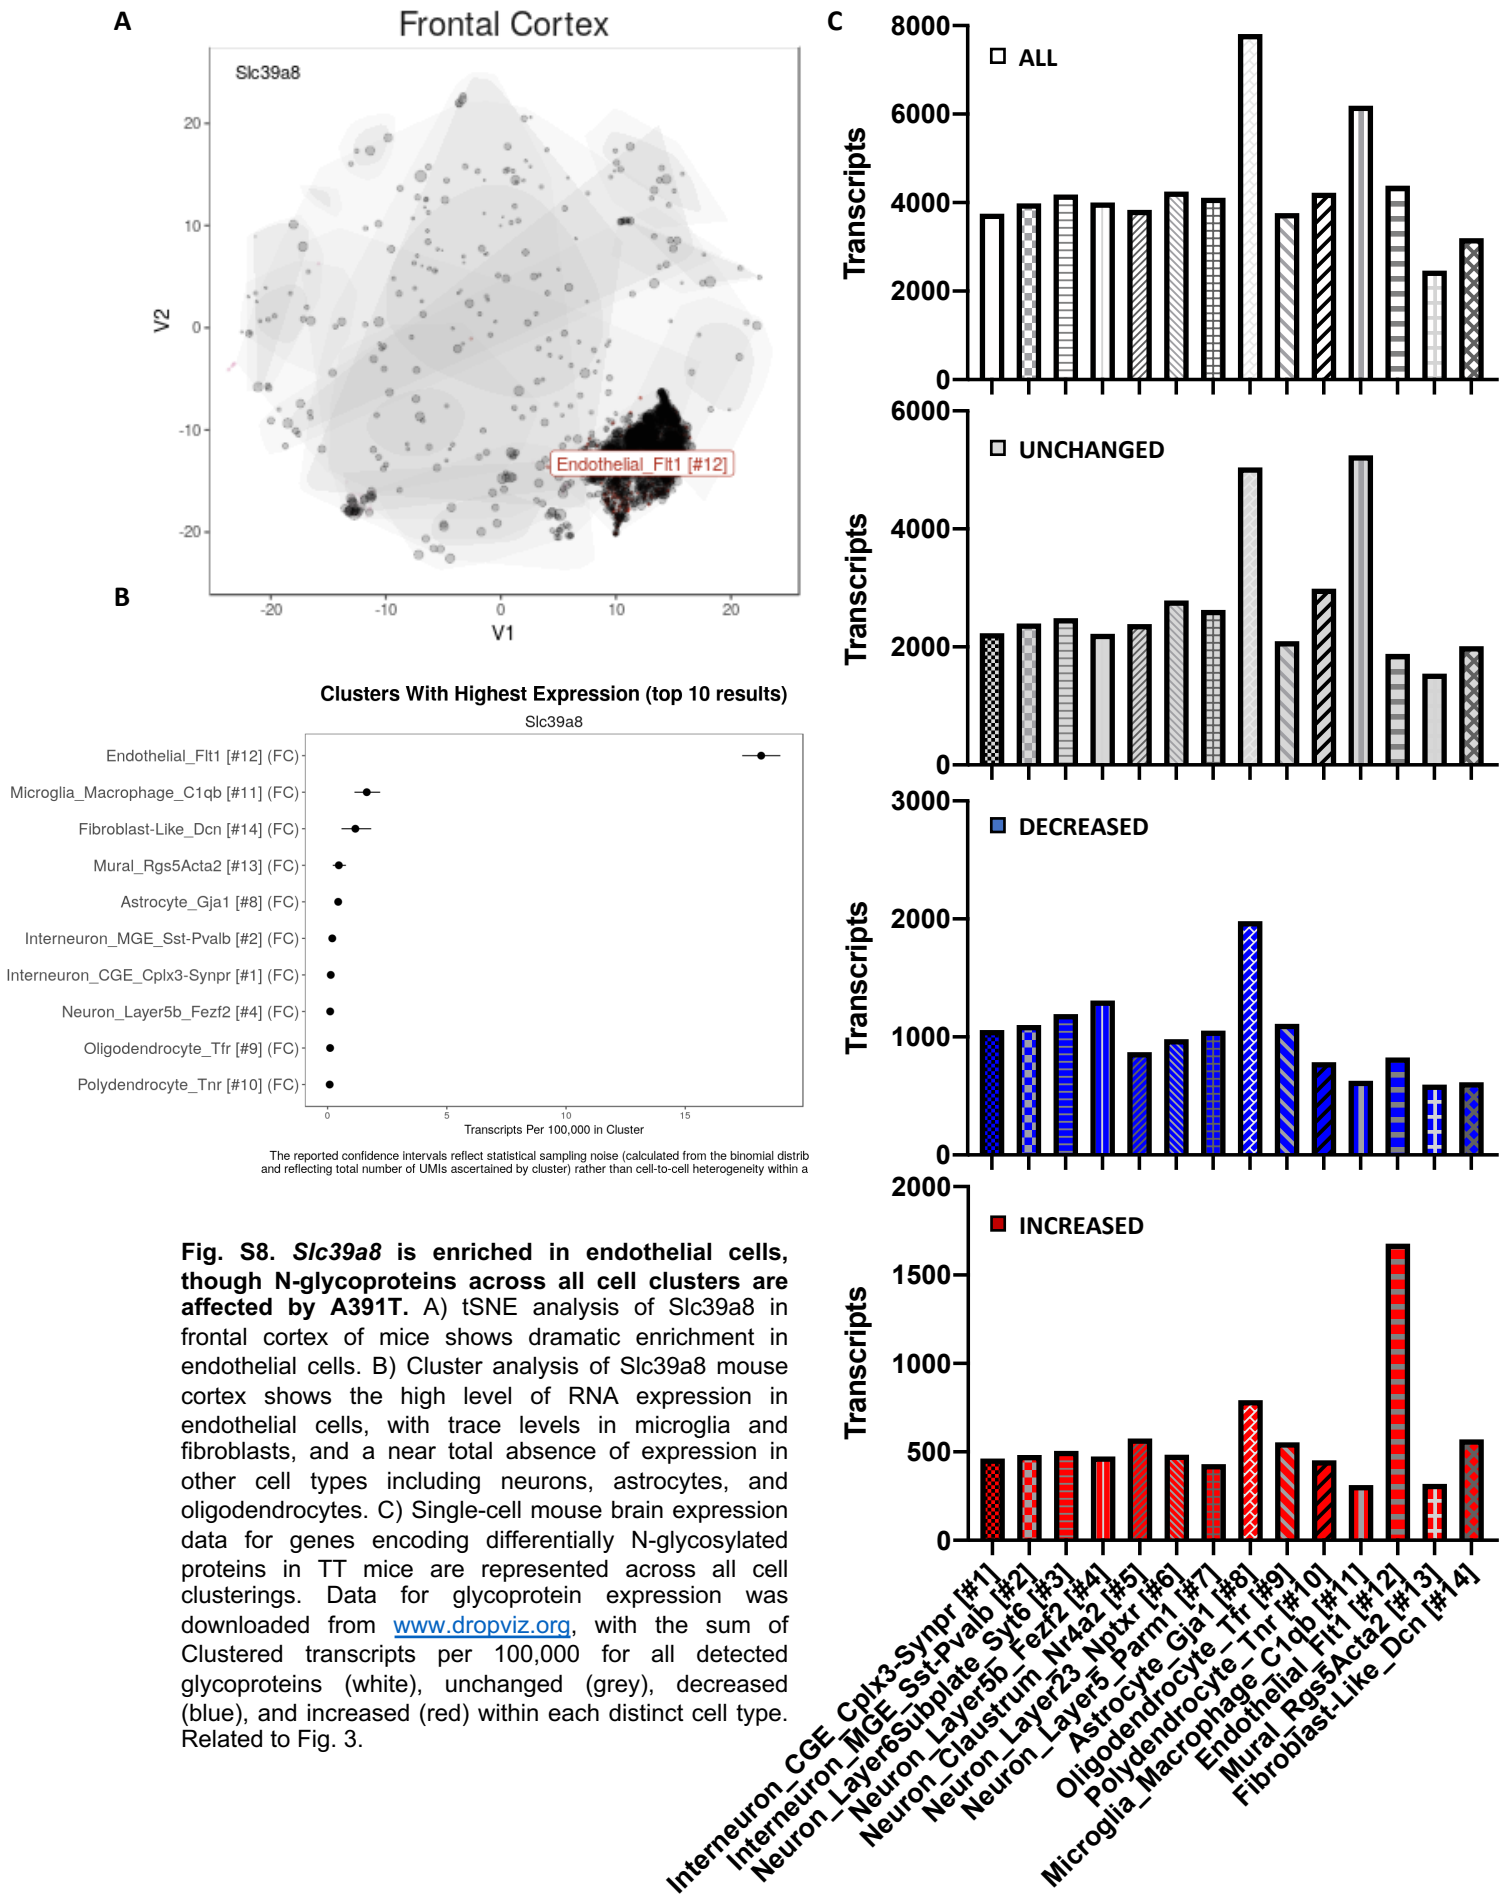 A
Frontal Cortex
Slc39a8
20
10
0
-10
-20
V2
Endothelial_Flt1 [#12]
-20
-10
0
10
20
V1
B
Clusters With Highest Expression (top 10 results)
Slc39a8
Endothelial_Flt1 [#12] (FC)
Microglia_Macrophage_C1qb [#11] (FC)
Fibroblast-Like_Dcn [#14] (FC)
Mural_Rgs5Acta2 [#13] (FC)
Astrocyte_Gja1 [#8] (FC)
Interneuron_MGE_Sst-Pvalb [#2] (FC)
Interneuron_CGE_Cplx3-Synpr [#1] (FC)
Neuron_Layer5b_Fezf2 [#4] (FC)
Oligodendrocyte_Tfr [#9] (FC)
Polydendrocyte_Tnr [#10] (FC)
0
5
10
15
Transcripts Per 100,000 in Cluster
The reported confidence intervals reflect statistical sampling noise (calculated from the binomial distrib
and reflecting total number of UMIs ascertained by cluster) rather than cell-to-cell heterogeneity within a
Fig. S8. Slc39a8 is enriched in endothelial cells,
though N-glycoproteins across all cell clusters are
affected by A391T. A) tSNE analysis of Slc39a8 in
frontal cortex of mice shows dramatic enrichment in
endothelial cells. B) Cluster analysis of Slc39a8 mouse
cortex shows the high level of RNA expression in
endothelial cells, with trace levels in microglia and
fibroblasts, and a near total absence of expression in
other cell types including neurons, astrocytes, and
oligodendrocytes. C) Single-cell mouse brain expression
data for genes encoding differentially N-glycosylated
proteins in TT mice are represented across all cell
clusterings. Data for glycoprotein expression was
downloaded from www.dropviz.org, with the sum of
Clustered transcripts per 100,000 for all detected
glycoproteins (white), unchanged (grey), decreased
(blue), and increased (red) within each distinct cell type.
Related to Fig. 3.
C
8000
6000
4000
2000
0
Transcripts
ALL
6000
4000
2000
0
Transcripts
UNCHANGED
3000
2000
1000
0
Transcripts
DECREASED
2000
1500
1000
500
0
Transcripts
INCREASED
Interneuron_CGE_Cplx3-Synpr [#1]
Interneuron_MGE_Sst-Pvalb [#2]
Neuron_Layer6Subplate_Syt6 [#3]
Neuron_Layer5b_Fezf2 [#4]
Neuron_Claustrum_Nr4a2 [#5]
Neuron_Layer23_Nptxr [#6]
Neuron_Layer5_Parm1 [#7]
Astrocyte_Gja1 [#8]
Oligodendrocyte_Tfr [#9]
Polydendrocyte_Tnr [#10]
Microglia_Macrophage_C1qb [#11]
Endothelial_Flt1 [#12]
Mural_Rgs5Acta2 [#13]
Fibroblast-Like_Dcn [#14]